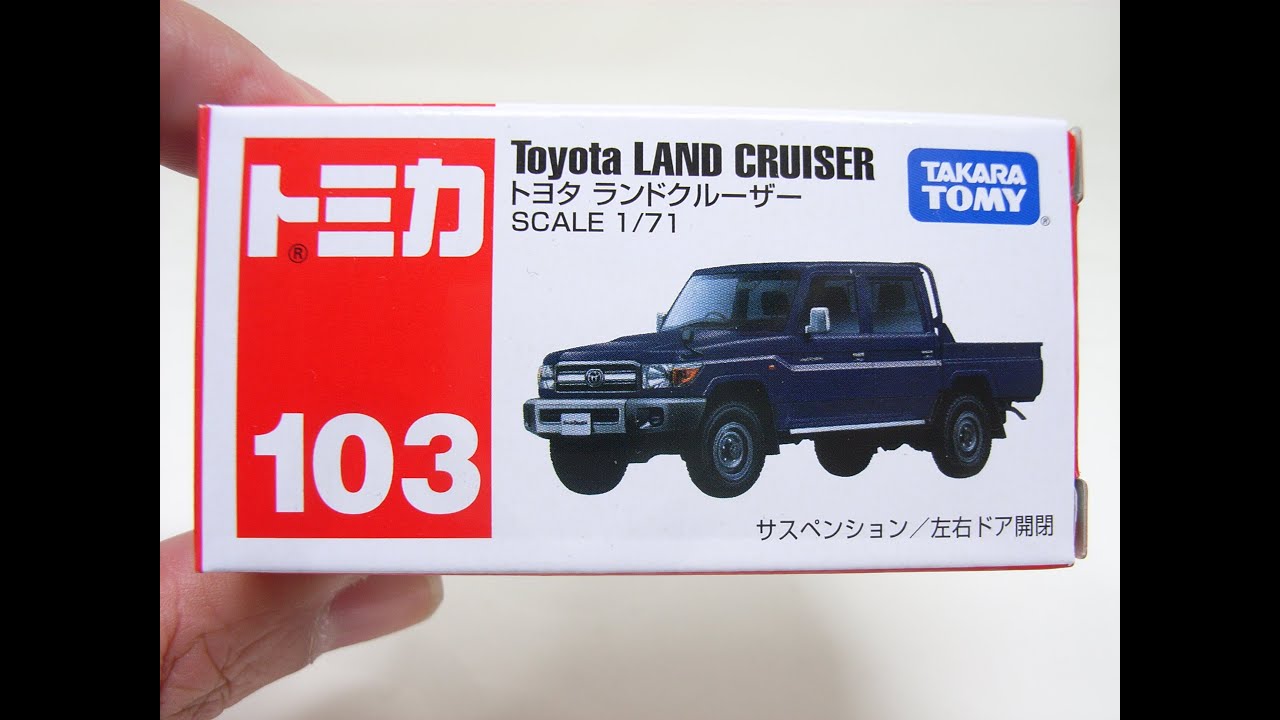 トミカ
®
103
Toyota LAND CRUISER
トヨタ ランドクルーザー
SCALE 1/71
TAKARA
TOMY
®
サスペンション/左右ドア開閉